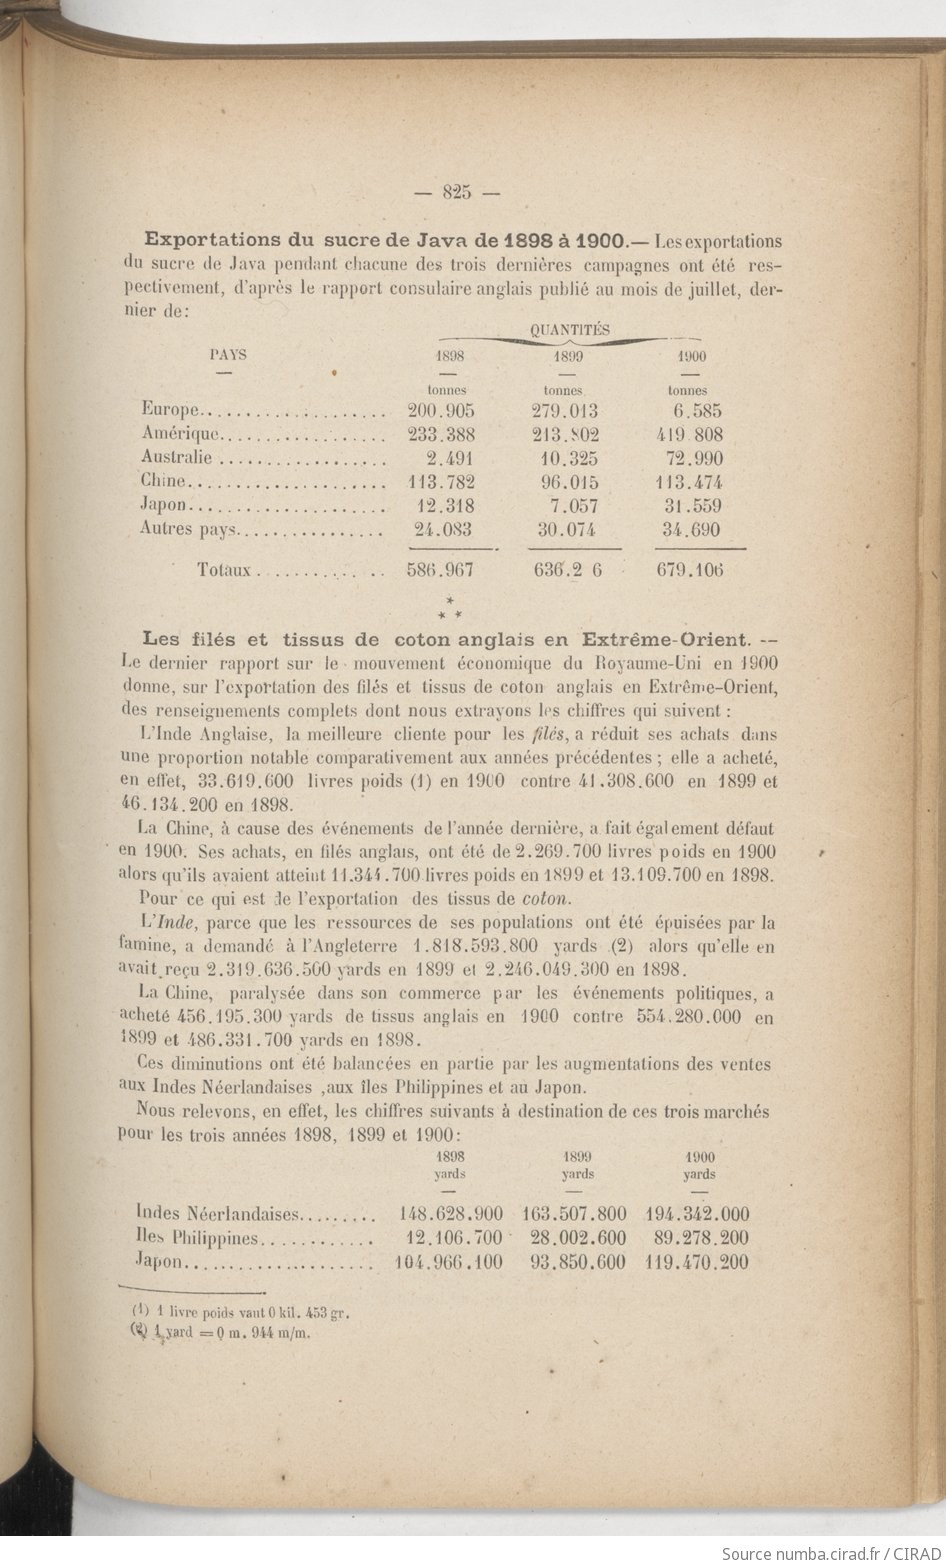 — 825 —
Exportations du sucre de Java de 1898 à 1900.— Les exportations
du sucre de Java pendant chacune des trois dernières campagnes ont été res-
pectivement, d'après le rapport consulaire anglais publié au mois de juillet, der-
nier de:
QUANTITÉS
PAYS 1898 1899 1900
— — — —
tonnes tonnes tonnes
Europe.................... 200.905 279.013 6.585
Amérique.................. 233.388 213.802 419 808
Australie .................. 2.491 10.325 72.990
Chine...................... 113.782 96.015 113.474
Japon...................... 12.318 7.057 31.559
Autres pays................ 24.083 30.074 34.690
Totaux .............. 586.967 636.2 6 679.106
*
* *
Les filés et tissus de coton anglais en Extrême-Orient. —
Le dernier rapport sur le mouvement économique du Royaume-Uni en 1900
donne, sur l'exportation des filés et tissus de coton anglais en Extrême-Orient,
des renseignements complets dont nous extrayons les chiffres qui suivent :
L'Inde Anglaise, la meilleure cliente pour les filés, a réduit ses achats dans
une proportion notable comparativement aux années précédentes ; elle a acheté,
en effet, 33.619.600 livres poids (1) en 1900 contre 41.308.600 en 1899 et
46.134.200 en 1898.
La Chine, à cause des événements de l'année dernière, a fait également défaut
en 1900. Ses achats, en filés anglais, ont été de 2.269.700 livres poids en 1900
alors qu'ils avaient atteint 11.341.700 livres poids en 1899 et 13.109.700 en 1898.
Pour ce qui est de l'exportation des tissus de coton.
L'Inde, parce que les ressources de ses populations ont été épuisées par la
famine, a demandé à l'Angleterre 1.818.593.800 yards (2) alors qu'elle en
avait reçu 2.319.636.500 yards en 1899 et 2.246.049.300 en 1898.
La Chine, paralysée dans son commerce par les événements politiques, a
acheté 456.195.300 yards de tissus anglais en 1900 contre 554.280.000 en
1899 et 486.331.700 yards en 1898.
Ces diminutions ont été balancées en partie par les augmentations des ventes
aux Indes Néerlandaises ,aux îles Philippines et au Japon.
Nous relevons, en effet, les chiffres suivants à destination de ces trois marchés
pour les trois années 1898, 1899 et 1900:
1898 1899 1900
yards yards yards
— — —
Indes Néerlandaises......... 148.628.900 163.507.800 194.342.000
Iles Philippines............ 12.106.700 28.002.600 89.278.200
Japon..................... 104.966.100 93.850.600 119.470.200
(1) 1 livre poids vaut 0 kil. 453 gr.
(2) 1 yard = 0 m. 944 m/m.
Source numba.cirad.fr / CIRAD